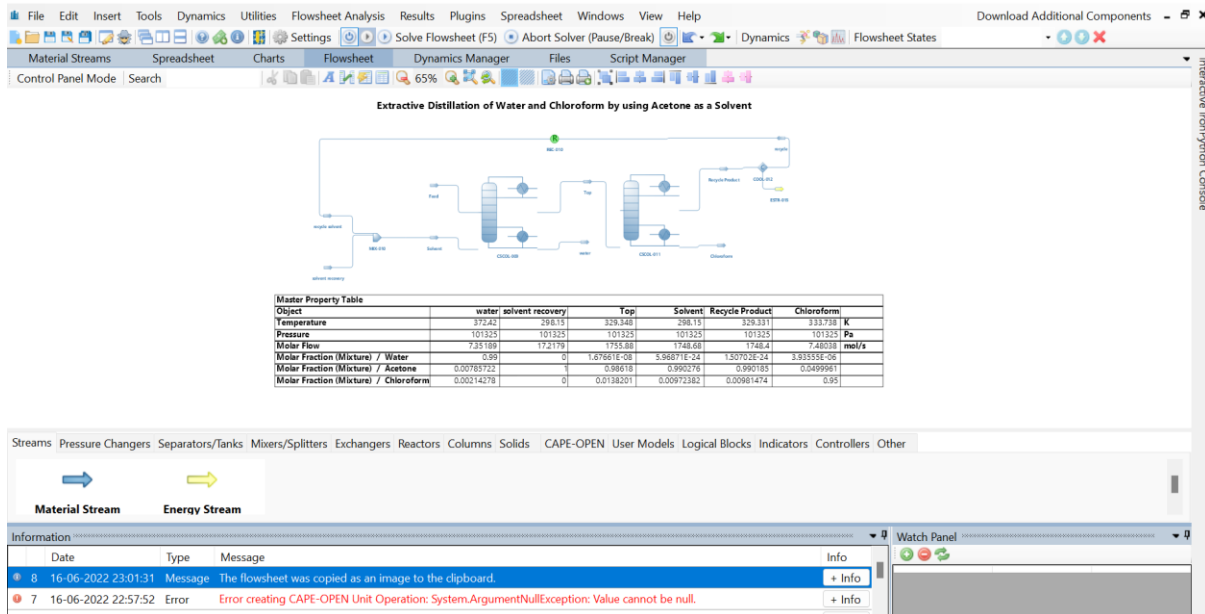 File Edit Insert Tools Dynamics Utilities Flowsheet Analysis Results Plugins Spreadsheet Windows View Help Download Additional Components
Settings Solve Flowsheet (F5) Abort Solver (Pause/Break) Dynamics Flowsheet States
Material Streams Spreadsheet Charts Flowsheet Dynamics Manager Files Script Manager
Control Panel Mode Search 65%
Interactive IronPython Console
Extractive Distillation of Water and Chloroform by using Acetone as a Solvent
R
REC-010
recycle
Recycle Product
Feed
Top
recycle solvent
MIX-010
Solvent
water
Chloroform
solvent recovery
Master Property Table
Object water solvent recovery Top Solvent Recycle Product Chloroform
Temperature 372.42 298.15 329.348 298.15 329.331 333.738 K
Pressure 101325 101325 101325 101325 101325 101325 Pa
Molar Flow 7.35189 17.2179 1755.88 1748.68 1748.4 7.48038 mol/s
Molar Fraction (Mixture) / Water 0.99 0 1.67661E-08 5.96871E-24 1.50702E-24 3.93555E-06
Molar Fraction (Mixture) / Acetone 0.00785722 1 0.98618 0.990276 0.990185 0.0499961
Molar Fraction (Mixture) / Chloroform 0.00214278 0 0.0138201 0.00972382 0.00981474 0.95
Streams Pressure Changers Separators/Tanks Mixers/Splitters Exchangers Reactors Columns Solids CAPE-OPEN User Models Logical Blocks Indicators Controllers Other
Material Stream Energy Stream
Information Watch Panel
Date Type Message Info
8 16-06-2022 23:01:31 Message The flowsheet was copied as an image to the clipboard. + Info
7 16-06-2022 22:57:52 Error Error creating CAPE-OPEN Unit Operation: System.ArgumentNullException: Value cannot be null. + Info